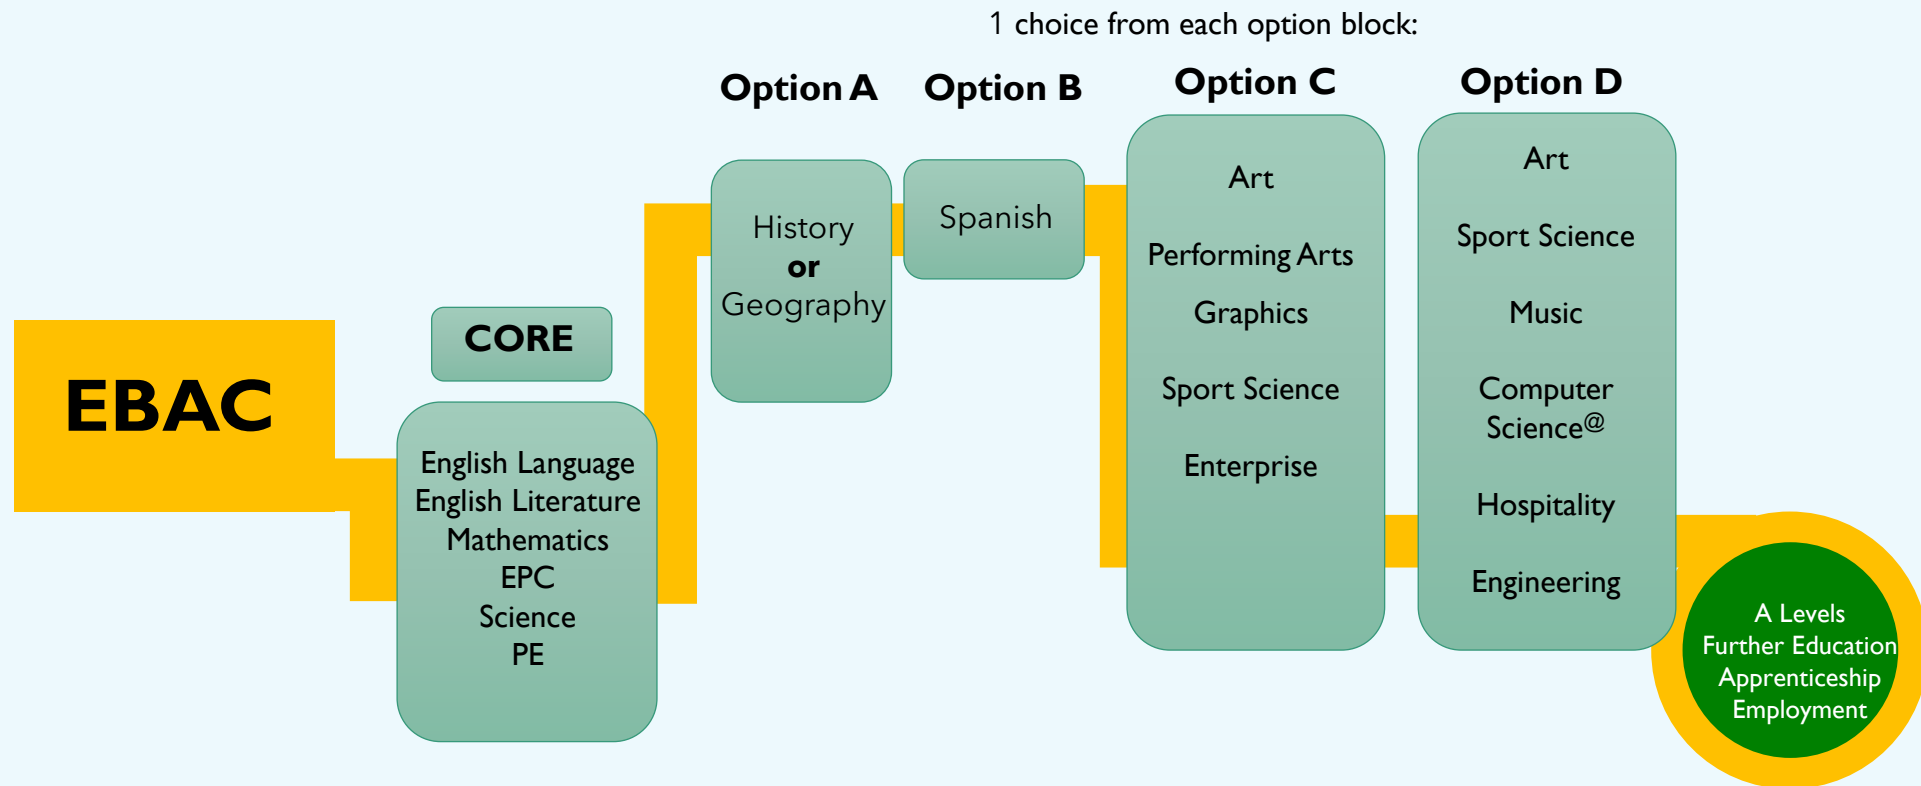 1 choice from each option block:
EBAC
CORE
English Language
English Literature
Mathematics
EPC
Science
PE
Option A
History
or
Geography
Option B
Spanish
Option C
Art
Performing Arts
Graphics
Sport Science
Enterprise
Option D
Art
Sport Science
Music
Computer
Science@
Hospitality
Engineering
A Levels
Further Education
Apprenticeship
Employment